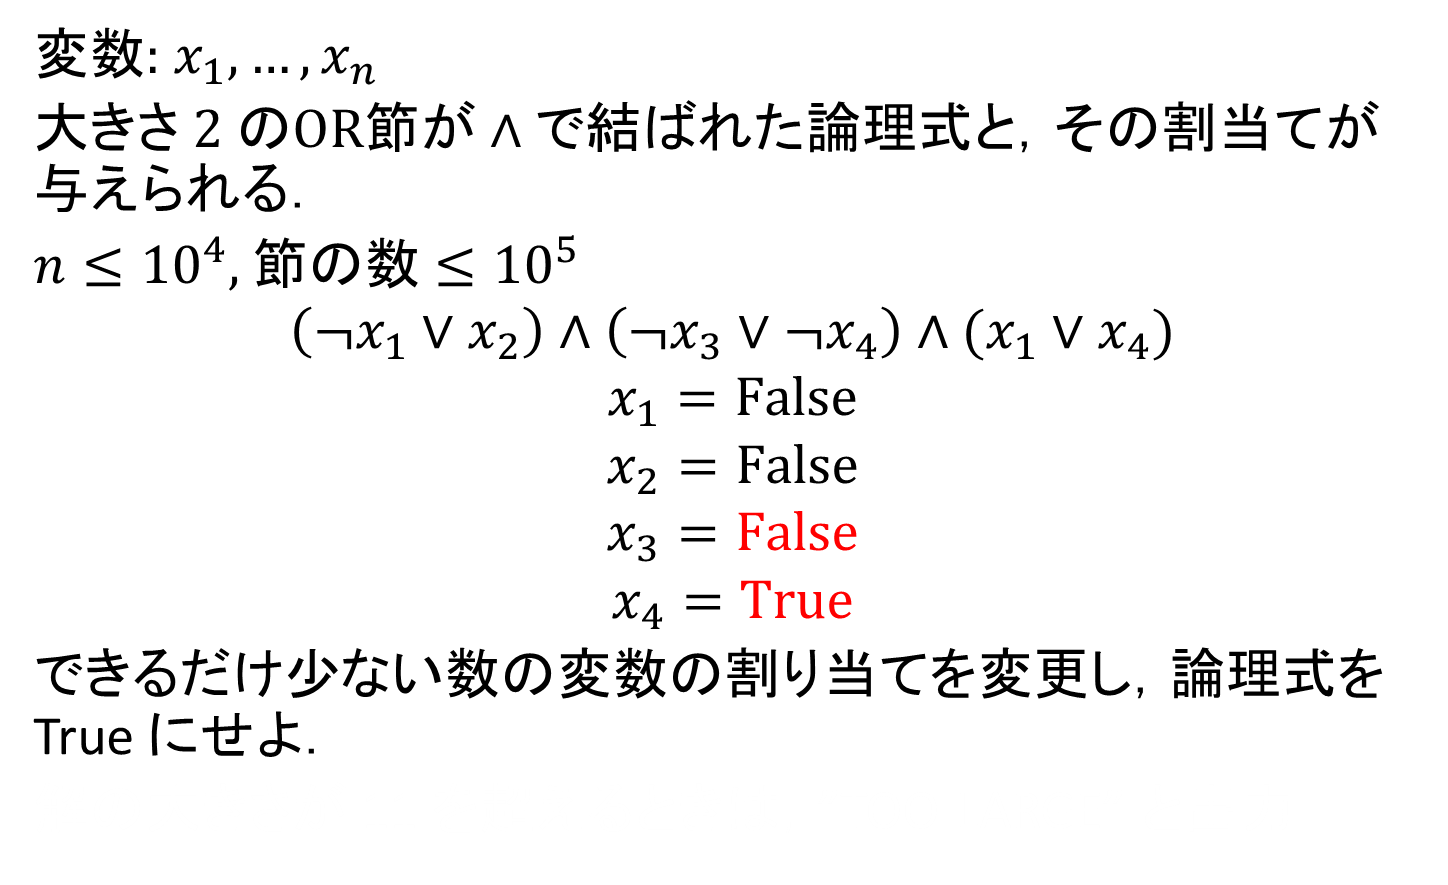 変数: x₁, … , xₙ
大きさ 2 のOR節が ∧ で結ばれた論理式と, その割当てが
与えられる.
n ≤ 10⁴, 節の数 ≤ 10⁵
(¬x₁ ∨ x₂) ∧ (¬x₃ ∨ ¬x₄) ∧ (x₁ ∨ x₄)
x₁ = False
x₂ = False
x₃ = False
x₄ = True
できるだけ少ない数の変数の割り当てを変更し, 論理式を
True にせよ.